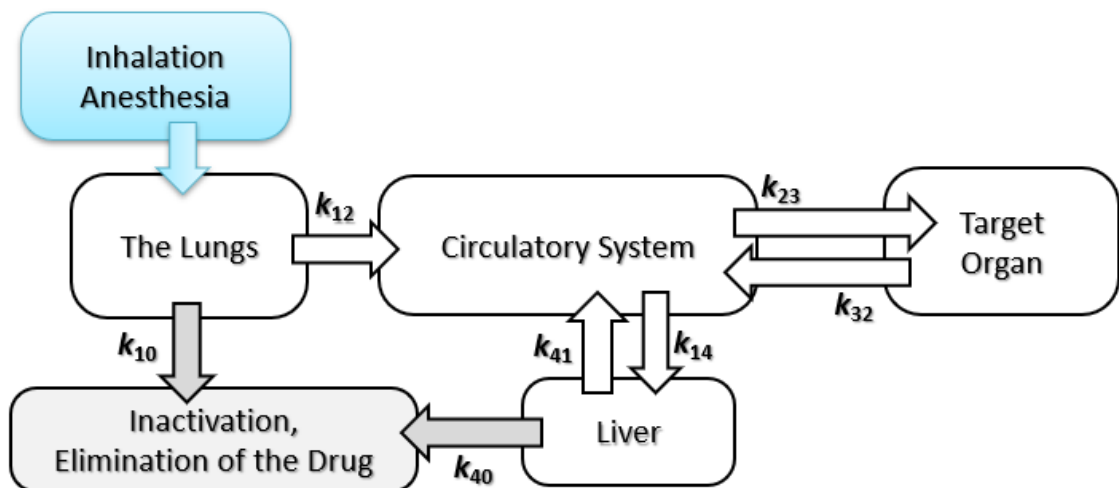 Inhalation
Anesthesia
k12
k23
The Lungs
Circulatory System
Target
Organ
k32
k10
k41
k14
Inactivation,
Elimination of the Drug
Liver
k40